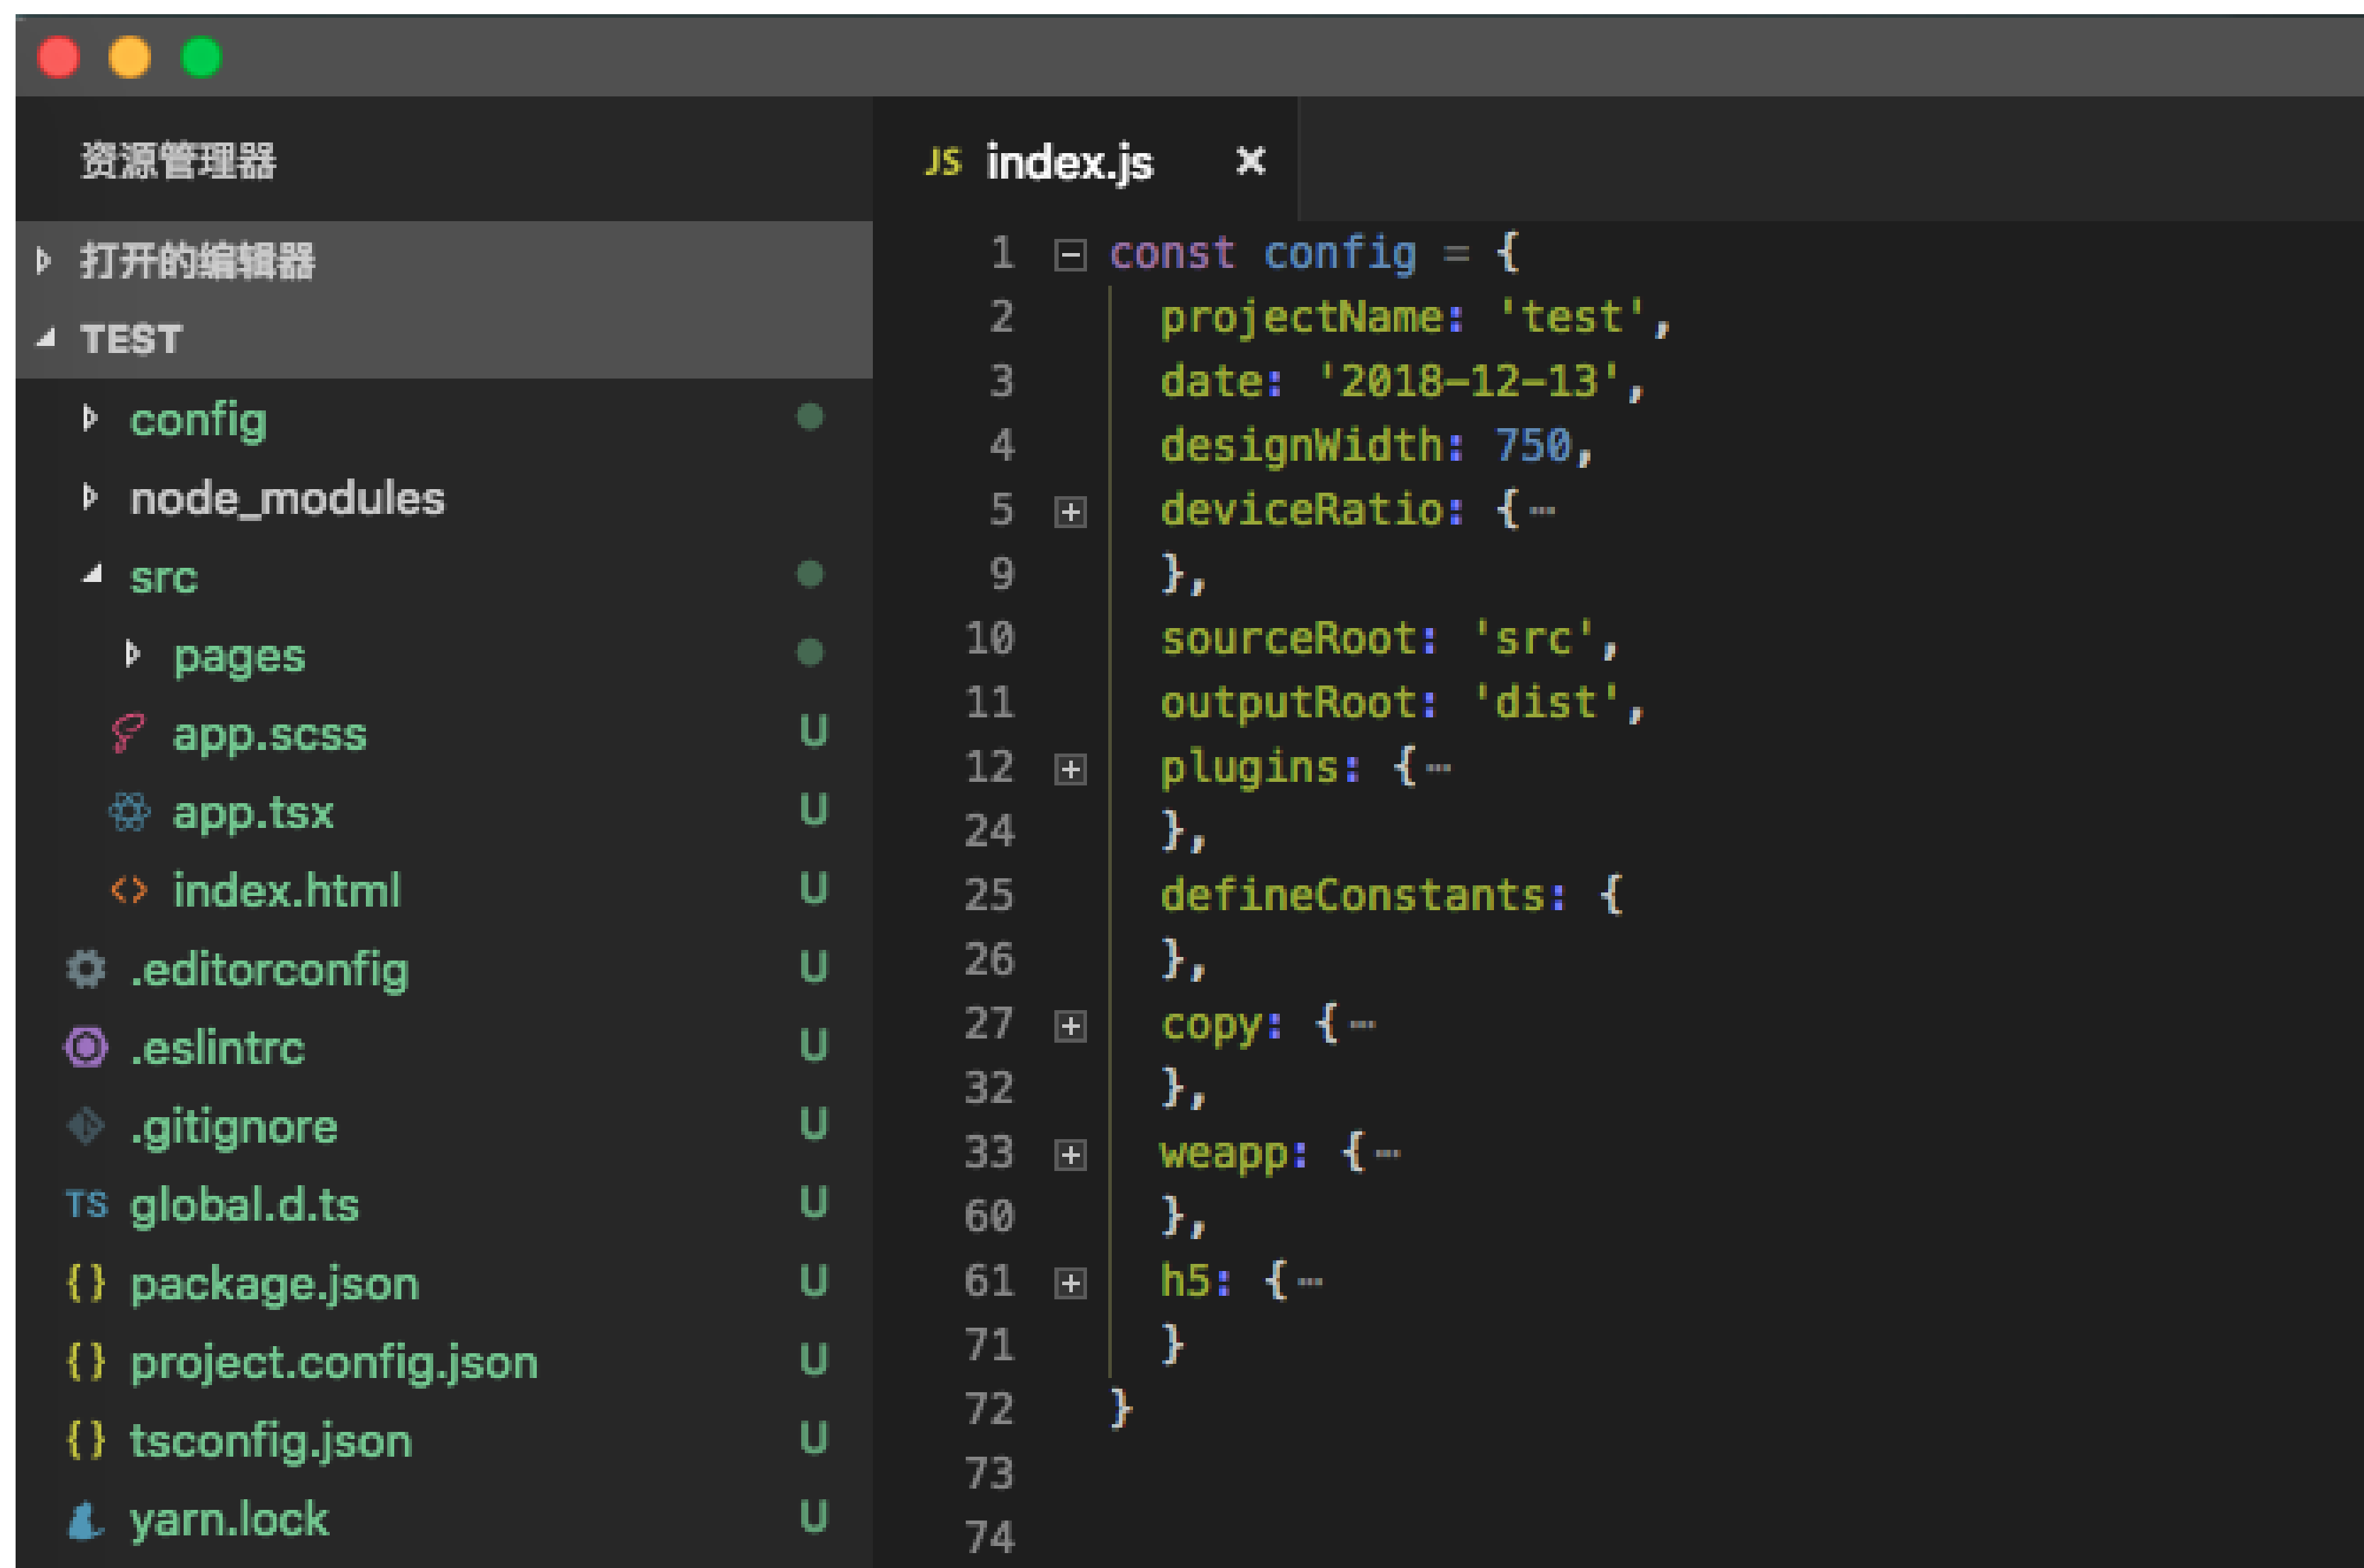 资源管理器
打开的编辑器
TEST
config
node_modules
src
pages
app.scss U
app.tsx U
index.html U
.editorconfig U
.eslintrc U
.gitignore U
TS global.d.ts U
{} package.json U
{} project.config.json U
{} tsconfig.json U
yarn.lock U
JS index.js ×
1 const config = {
2 projectName: 'test',
3 date: '2018-12-13',
4 designWidth: 750,
5 deviceRatio: {…
9 },
10 sourceRoot: 'src',
11 outputRoot: 'dist',
12 plugins: {…
24 },
25 defineConstants: {
26 },
27 copy: {…
32 },
33 weapp: {…
60 },
61 h5: {…
71 }
72 }
73
74